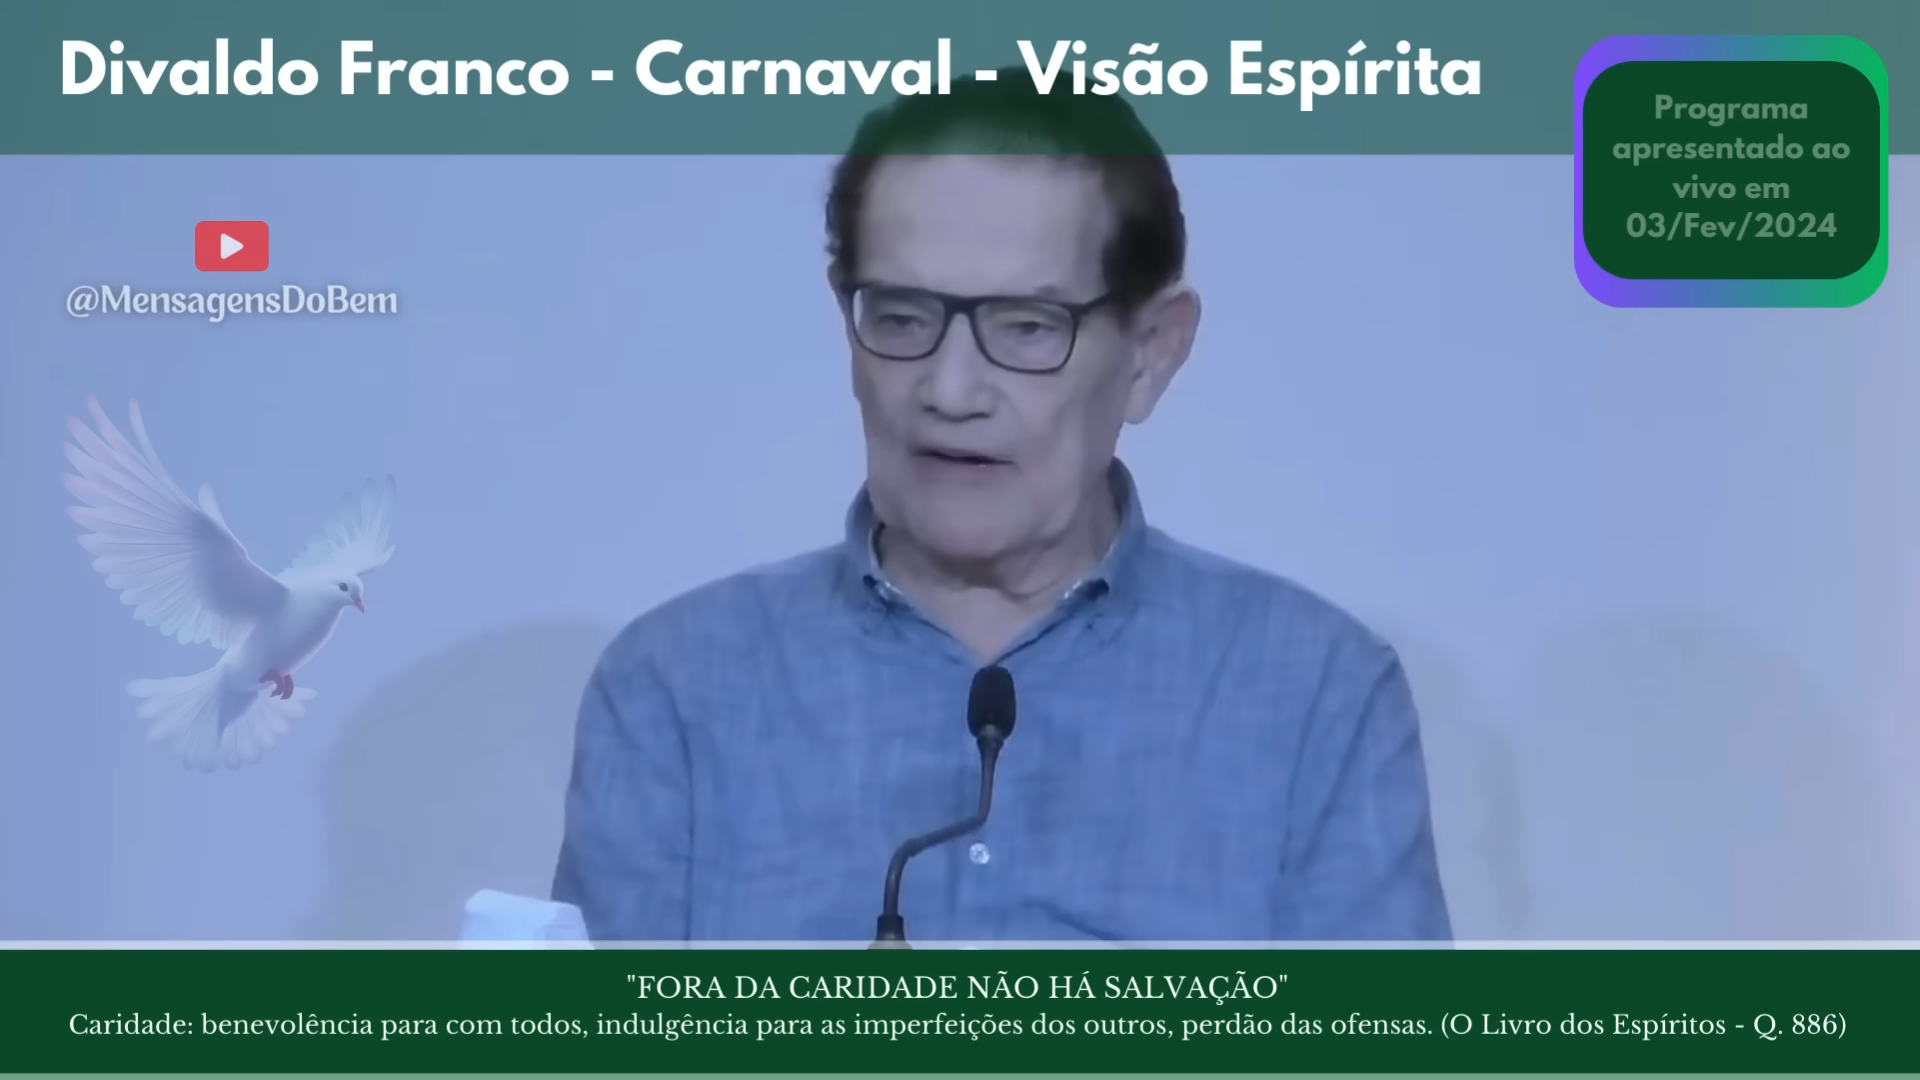 Divaldo Franco - Carnaval - Visão Espírita
Programa
apresentado ao
vivo em
03/Fev/2024
@MensagensDoBem
"FORA DA CARIDADE NÃO HÁ SALVAÇÃO"
Caridade: benevolência para com todos, indulgência para as imperfeições dos outros, perdão das ofensas. (O Livro dos Espíritos - Q. 886)